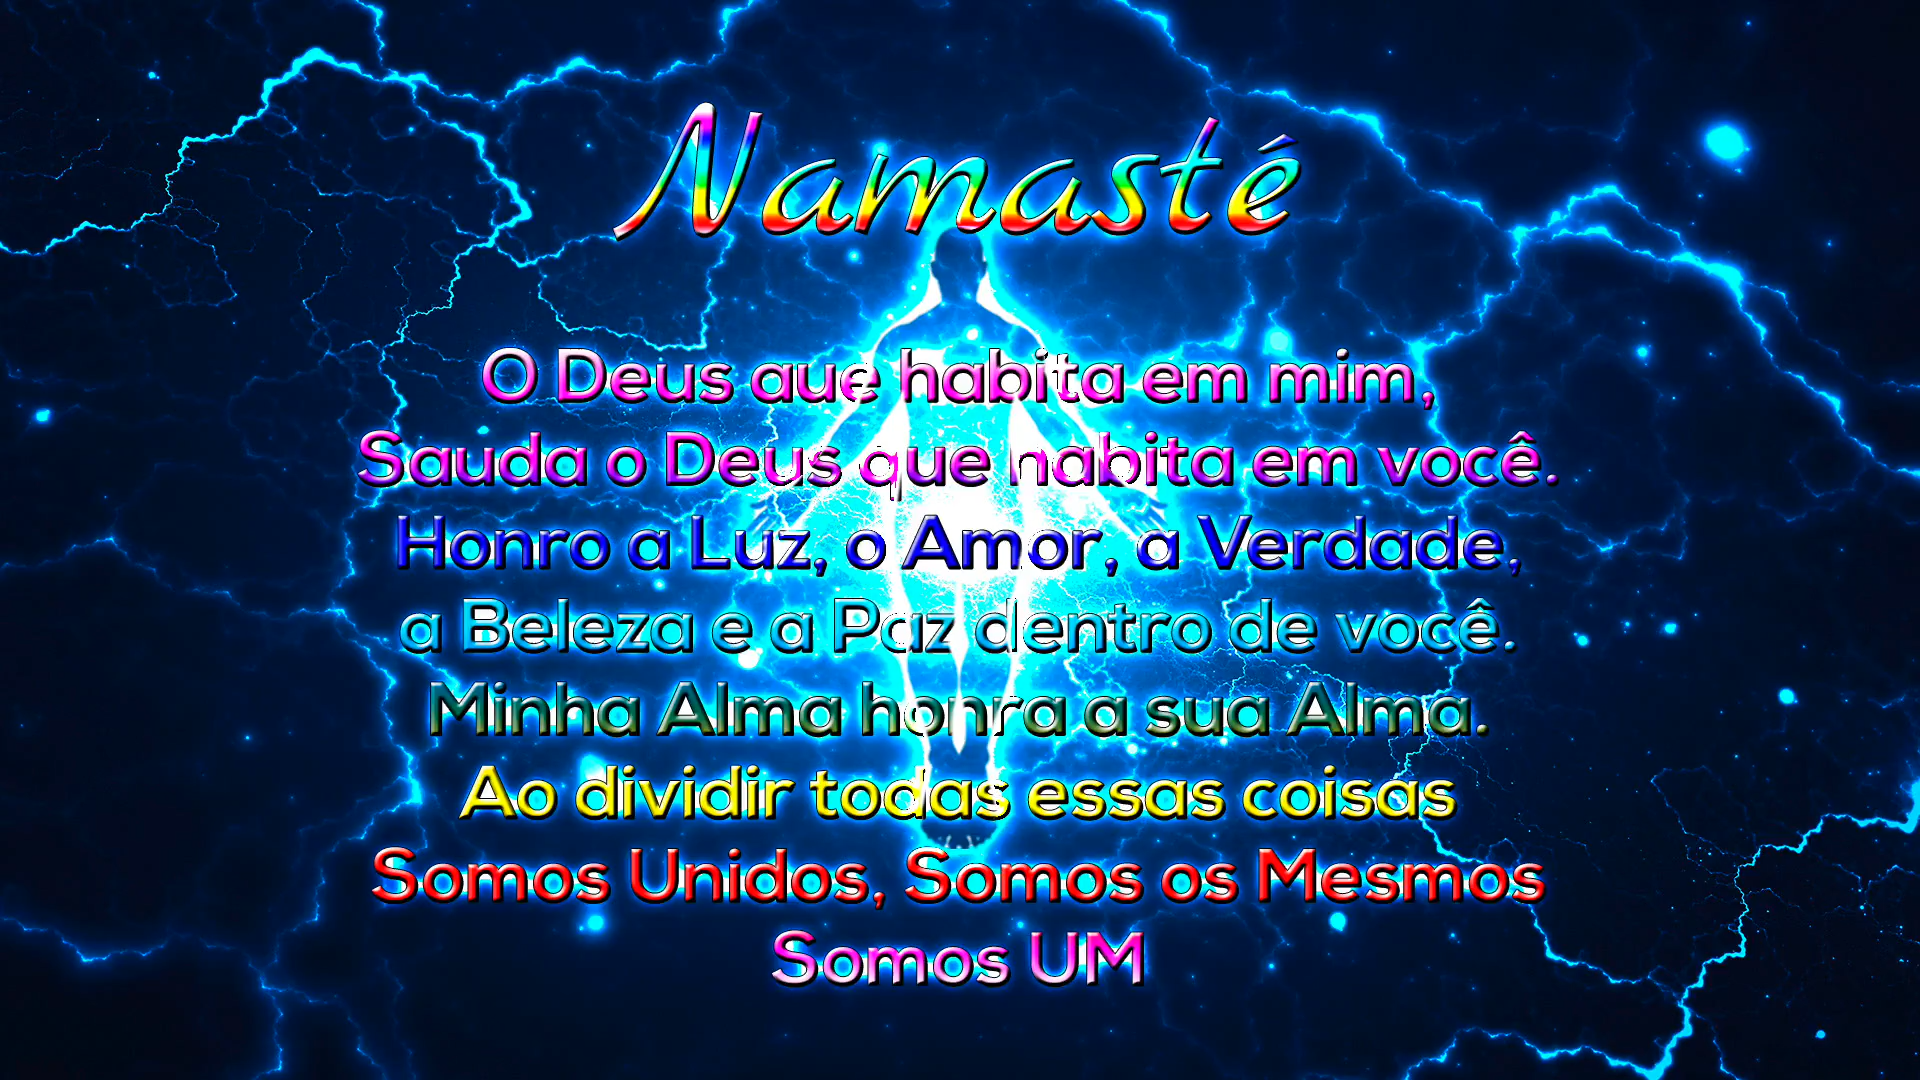 Namasté
O Deus que habita em mim,
Sauda o Deus que habita em você.
Honro a Luz, o Amor, a Verdade,
a Beleza e a Paz dentro de você.
Minha Alma honra a sua Alma.
Ao dividir todas essas coisas
Somos Unidos, Somos os Mesmos
Somos UM